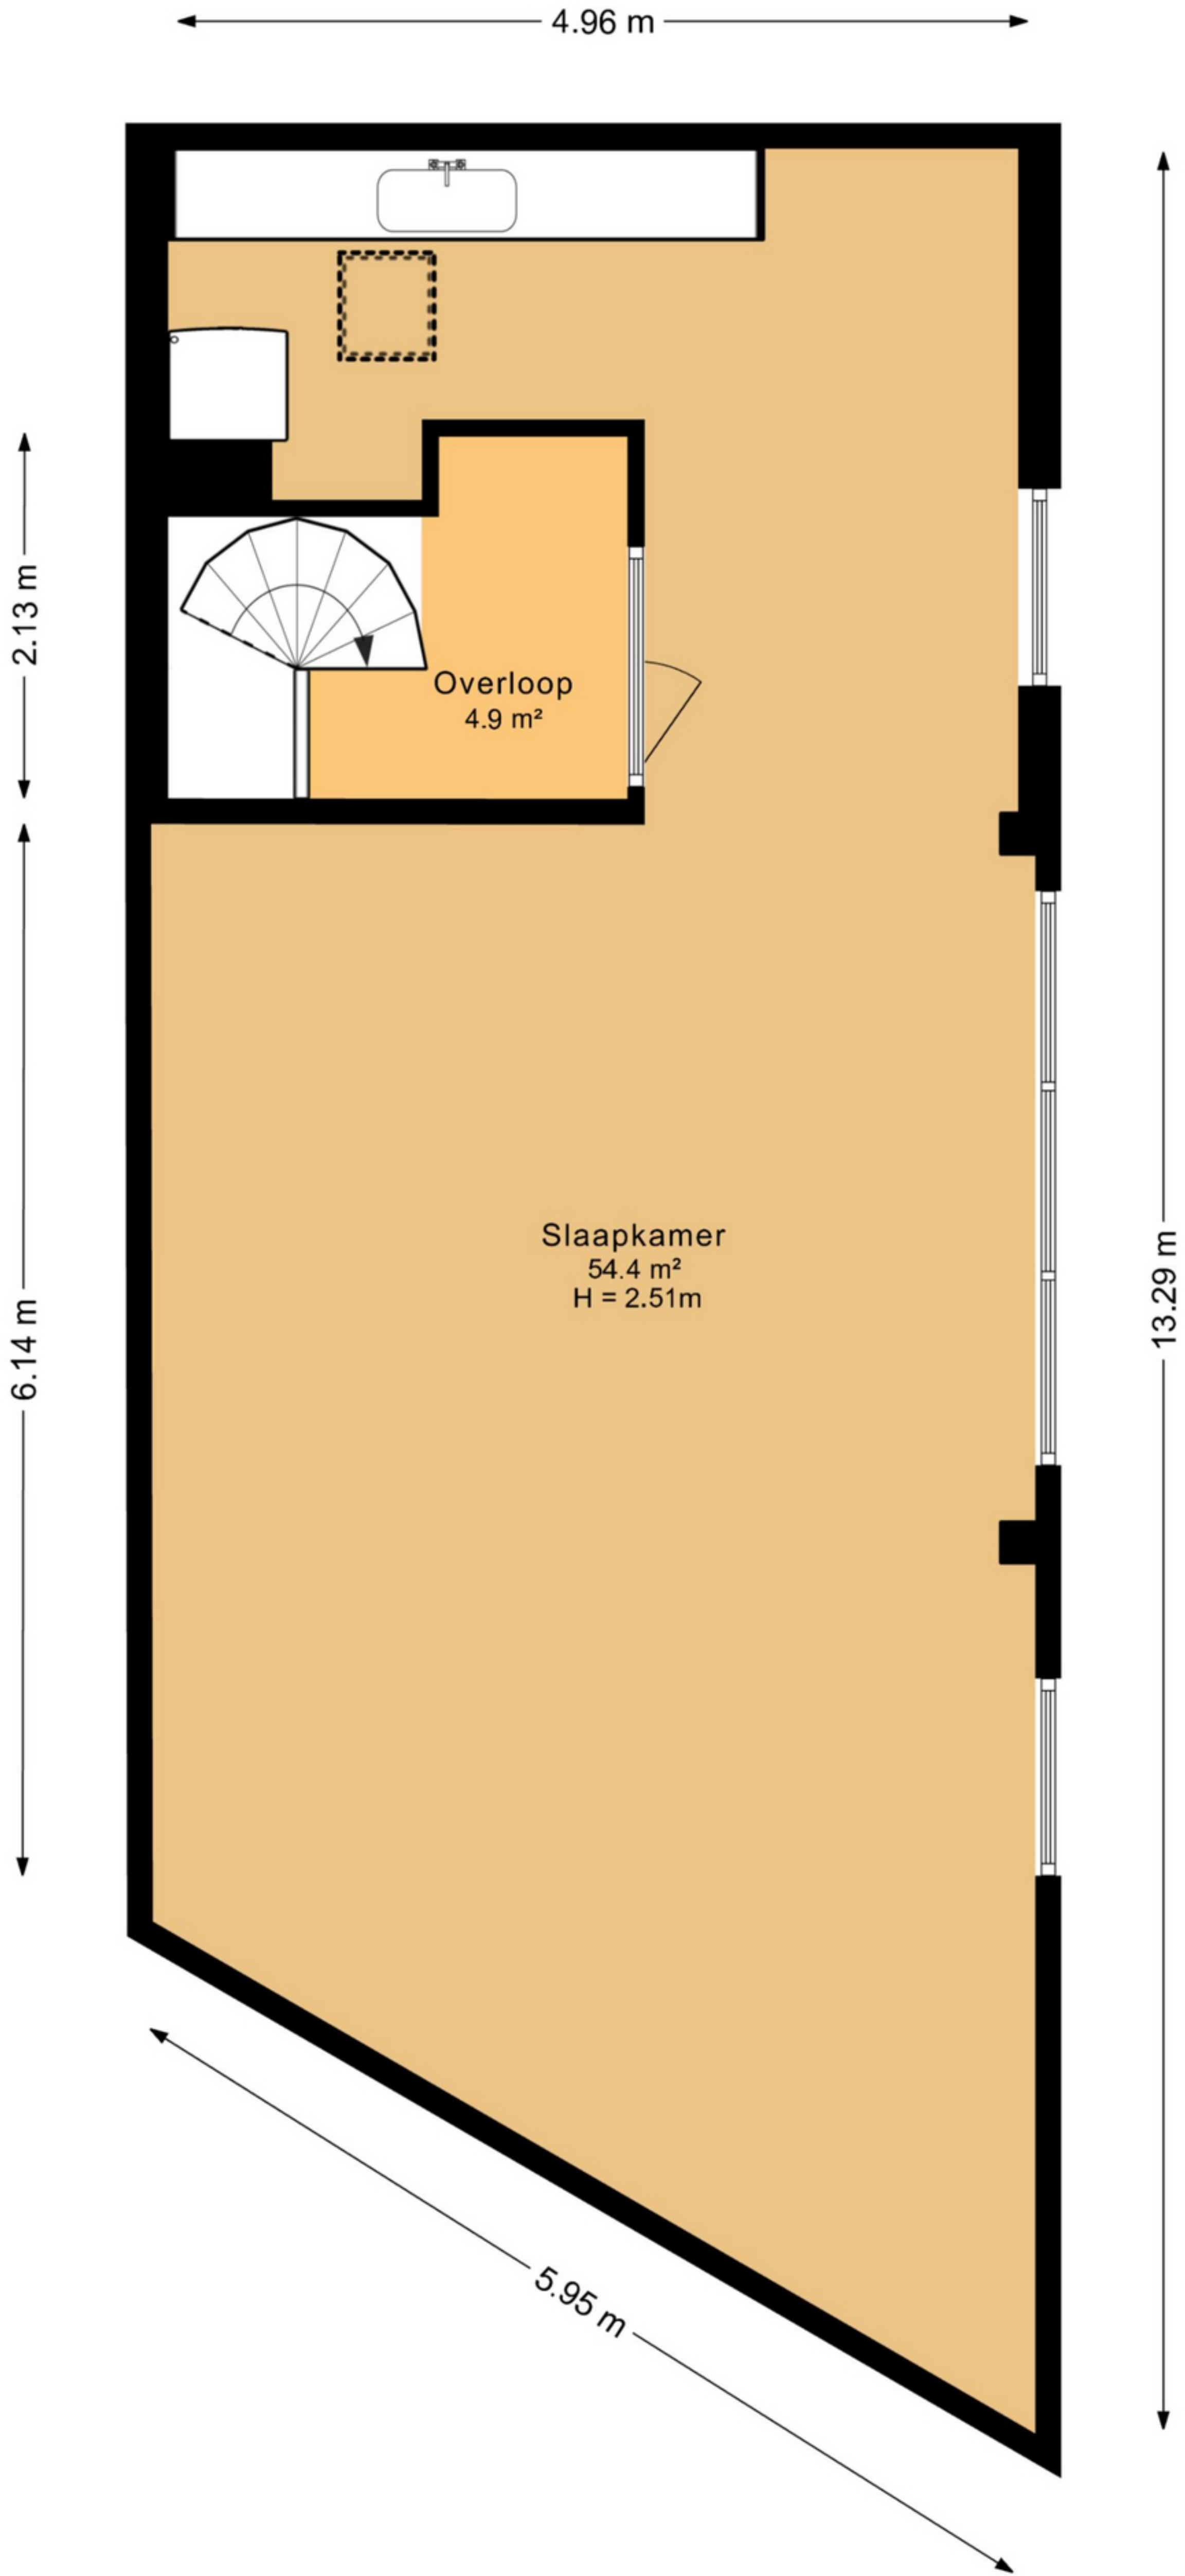 4.96 m
2.13 m
Overloop
4.9 m²
6.14 m
Slaapkamer
54.4 m²
H = 2.51m
13.29 m
5.95 m